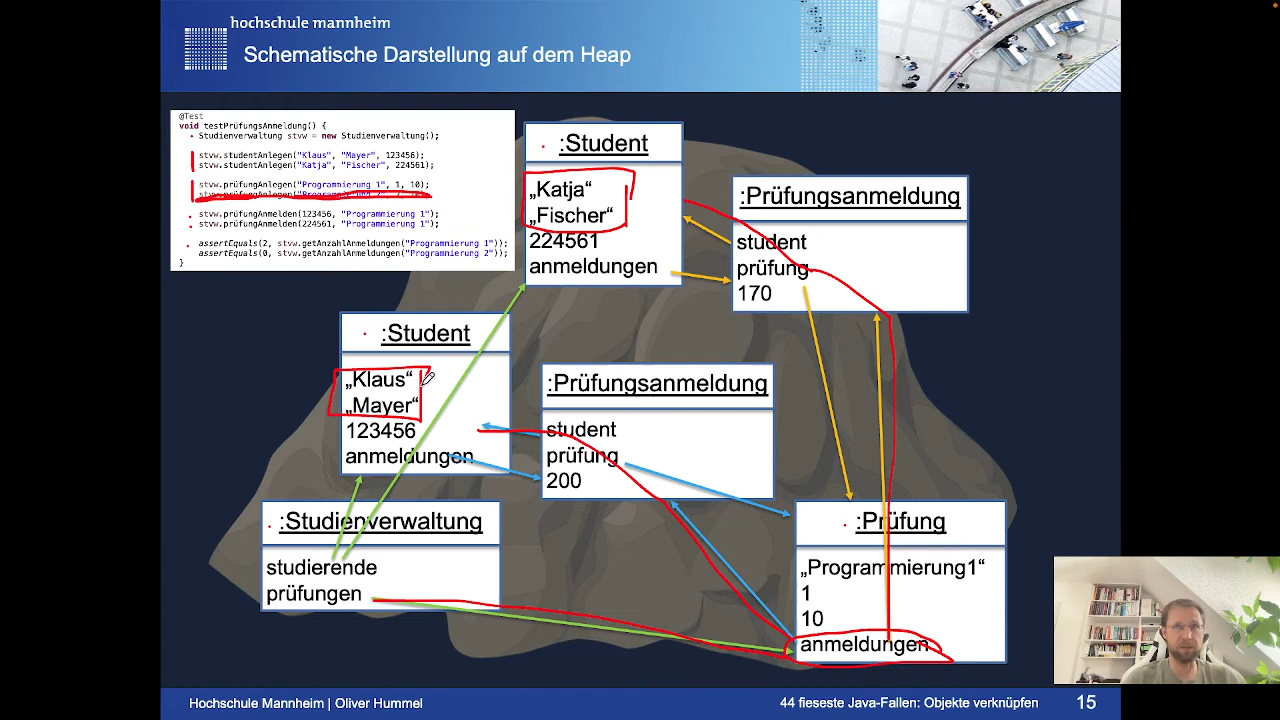 hochschule mannheim
Schematische Darstellung auf dem Heap
@Test
void testPrüfungsAnmeldung() {
Studienverwaltung stvw = new Studienverwaltung();
stvw.studentAnlegen("Klaus", "Mayer", 123456);
stvw.studentAnlegen("Katja", "Fischer", 224561);
stvw.prüfungAnlegen("Programmierung 1", 1, 10);
stvw.prüfungAnmelden(123456, "Programmierung 1");
stvw.prüfungAnmelden(224561, "Programmierung 1");
assertEquals(2, stvw.getAnzahlAnmeldungen("Programmierung 1"));
assertEquals(0, stvw.getAnzahlAnmeldungen("Programmierung 2"));
}
:Student
„Katja“
„Fischer“
224561
anmeldungen
:Prüfungsanmeldung
student
prüfung
170
:Student
„Klaus“
„Mayer“
123456
anmeldungen
:Prüfungsanmeldung
student
prüfung
200
:Studienverwaltung
studierende
prüfungen
:Prüfung
„Programmierung1“
1
10
anmeldungen
Hochschule Mannheim | Oliver Hummel
44 fieseste Java-Fallen: Objekte verknüpfen
15